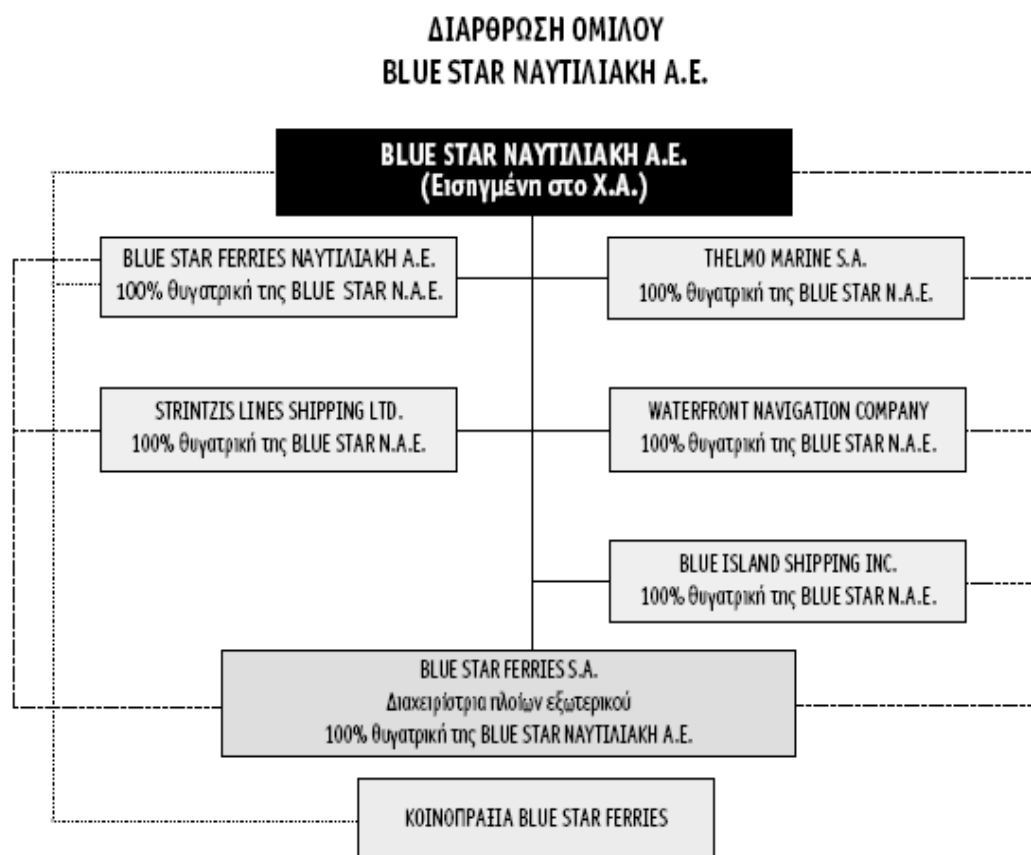 ΔΙΑΡΘΡΩΣΗ ΟΜΙΛΟΥ
BLUE STAR ΝΑΥΤΙΛΙΑΚΗ Α.Ε.
BLUE STAR ΝΑΥΤΙΛΙΑΚΗ Α.Ε.
(Εισηγμένη στο Χ.Α.)
BLUE STAR FERRIES ΝΑΥΤΙΛΙΑΚΗ Α.Ε.
100% θυγατρική της BLUE STAR N.A.E.
THELMO MARINE S.A.
100% θυγατρική της BLUE STAR N.A.E.
STRINTZIS LINES SHIPPING LTD.
100% θυγατρική της BLUE STAR N.A.E.
WATERFRONT NAVIGATION COMPANY
100% θυγατρική της BLUE STAR N.A.E.
BLUE ISLAND SHIPPING INC.
100% θυγατρική της BLUE STAR N.A.E.
BLUE STAR FERRIES S.A.
Διαχειρίστρια πλοίων εξωτερικού
100% θυγατρική της BLUE STAR ΝΑΥΤΙΛΙΑΚΗ Α.Ε.
ΚΟΙΝΟΠΡΑΞΙΑ BLUE STAR FERRIES